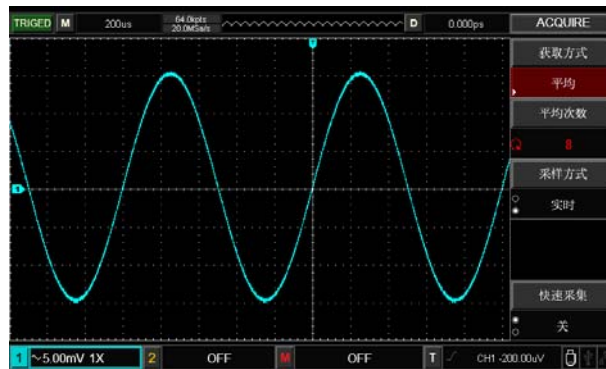 TRIGED M 200us 64.0kpts D 0.000ps ACQUIRE
20.0MSa/s
获取方式
平均
平均次数
8
采样方式
1
实时
快速采集
关
1 ~5.00mV 1X 2 OFF M OFF T CH1 -200.00uV